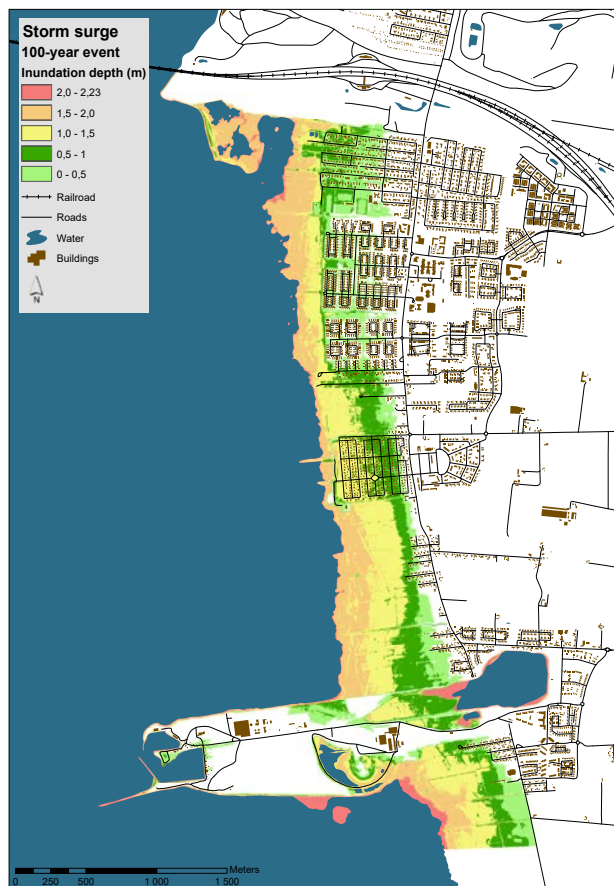 Storm surge
100-year event
Inundation depth (m)
2,0 - 2,23
1,5 - 2,0
1,0 - 1,5
0,5 - 1
0 - 0,5
Railroad
Roads
Water
Buildings
N
Meters
0 250 500 1 000 1 500